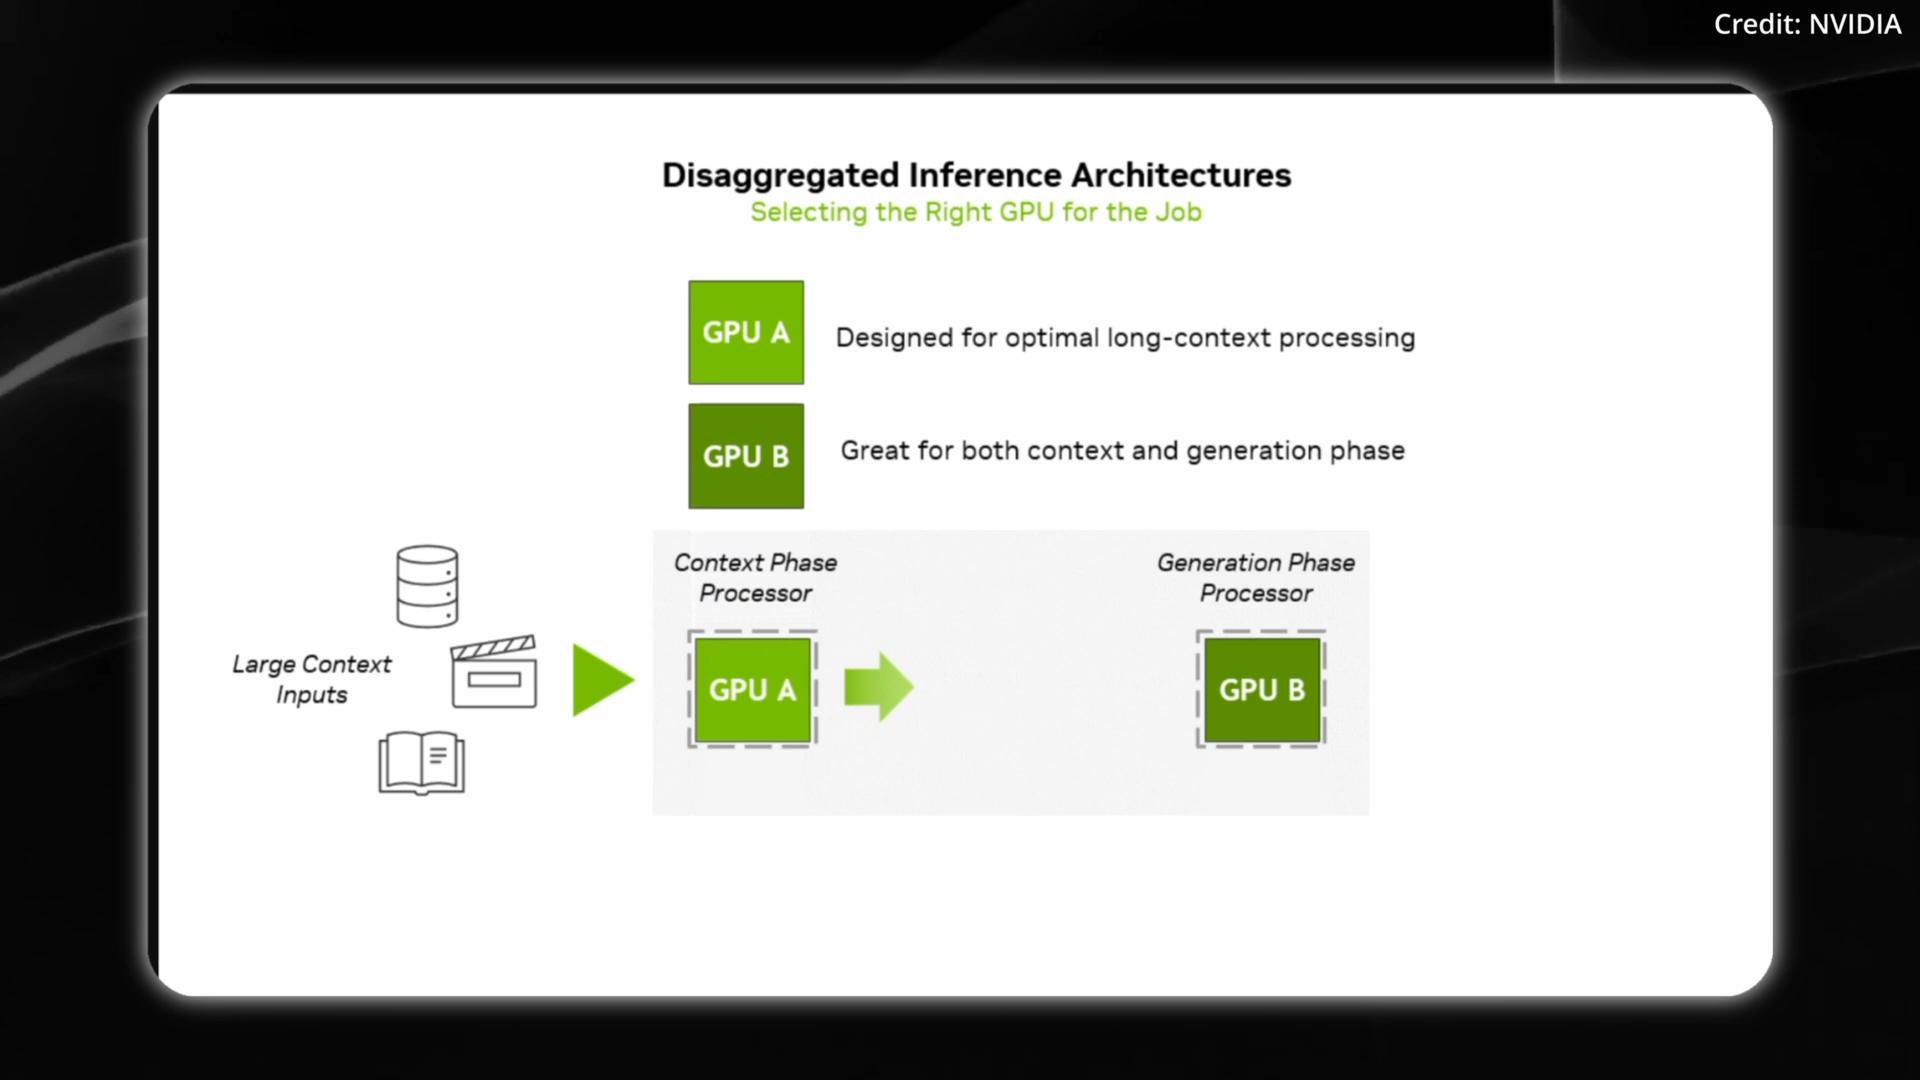 Credit: NVIDIA
Disaggregated Inference Architectures
Selecting the Right GPU for the Job
GPU A
Designed for optimal long-context processing
GPU B
Great for both context and generation phase
Large Context
Inputs
Context Phase
Processor
GPU A
Generation Phase
Processor
GPU B